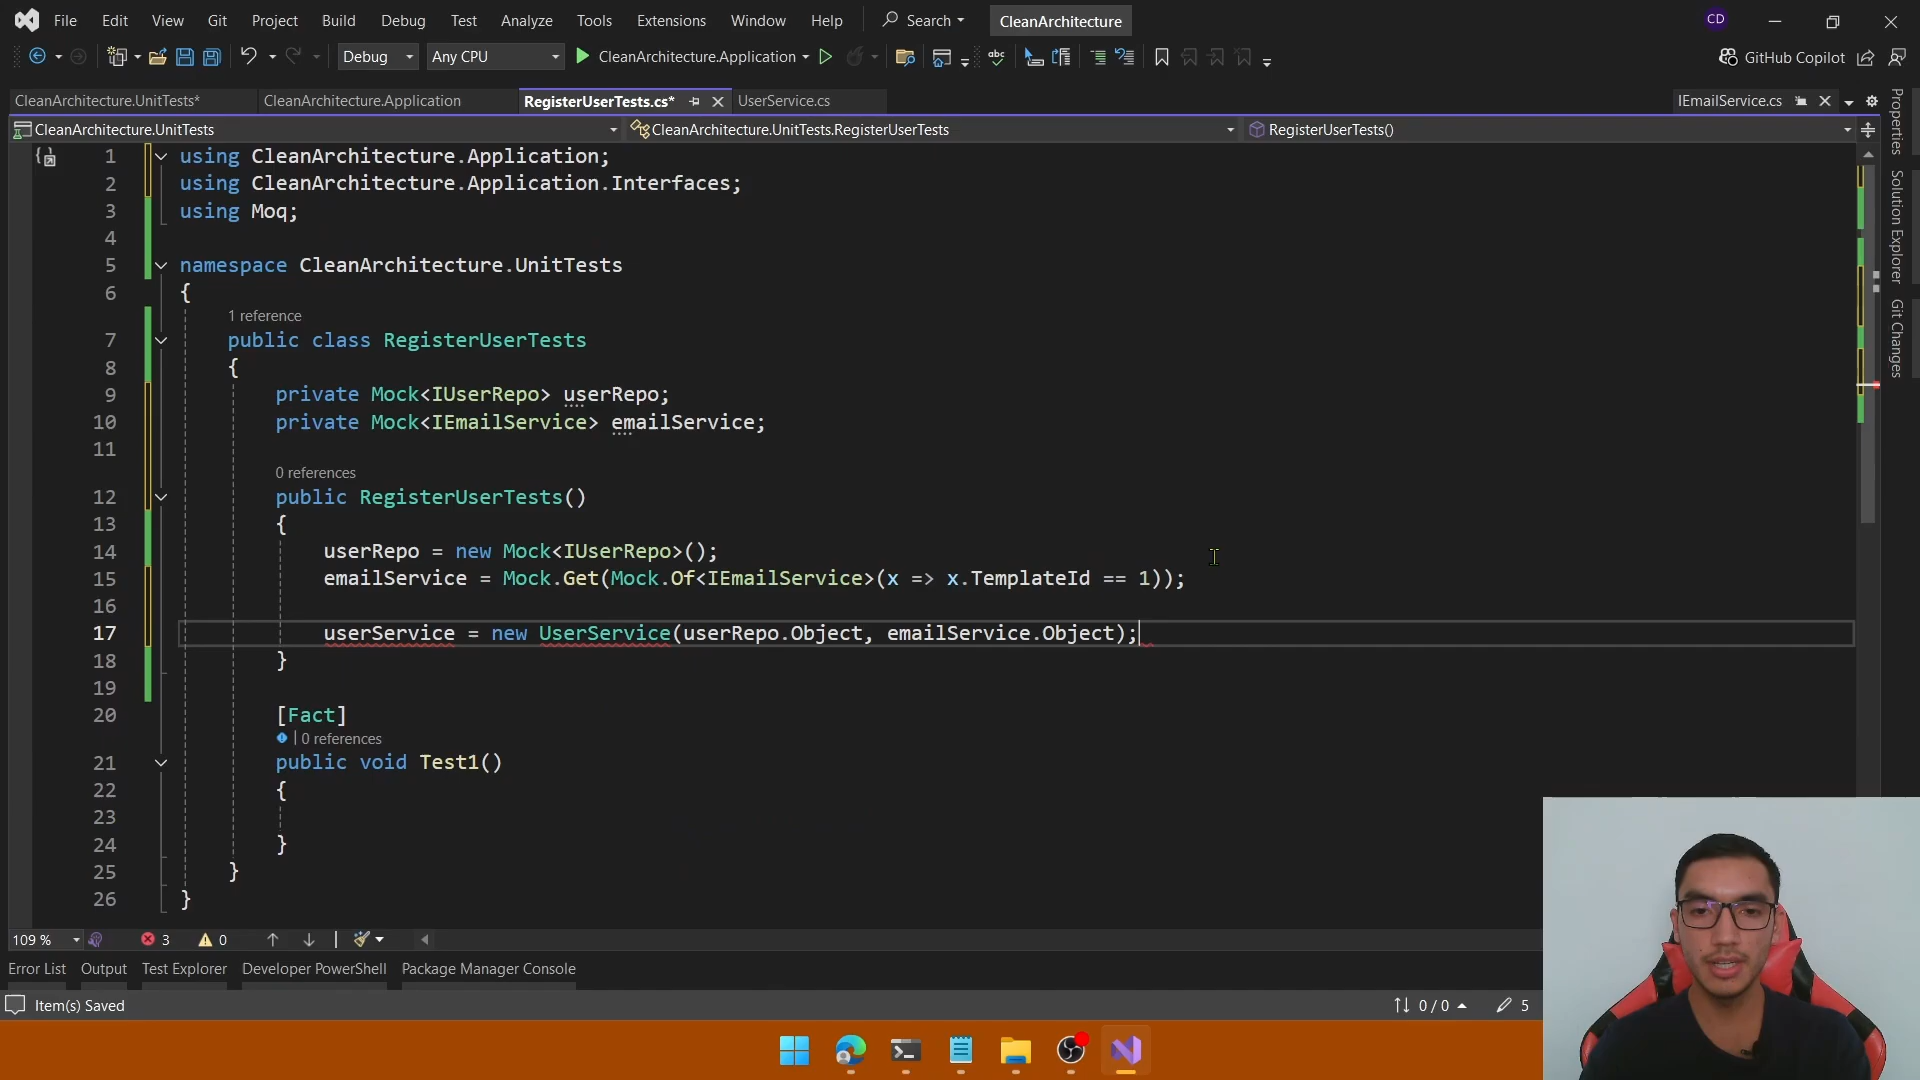 File Edit View Git Project Build Debug Test Analyze Tools Extensions Window Help Search CleanArchitecture CD
Debug Any CPU CleanArchitecture.Application GitHub Copilot
CleanArchitecture.UnitTests* CleanArchitecture.Application RegisterUserTests.cs* UserService.cs IEmailService.cs
CleanArchitecture.UnitTests CleanArchitecture.UnitTests.RegisterUserTests RegisterUserTests()
1 using CleanArchitecture.Application;
2 using CleanArchitecture.Application.Interfaces;
3 using Moq;
4
5 namespace CleanArchitecture.UnitTests
6 {
1 reference
7 public class RegisterUserTests
8 {
9 private Mock<IUserRepo> userRepo;
10 private Mock<IEmailService> emailService;
11
0 references
12 public RegisterUserTests()
13 {
14 userRepo = new Mock<IUserRepo>();
15 emailService = Mock.Get(Mock.Of<IEmailService>(x => x.TemplateId == 1));
16
17 userService = new UserService(userRepo.Object, emailService.Object);
18 }
19
20 [Fact]
0 references
21 public void Test1()
22 {
23
24 }
25 }
26 }
109 % 3 0
Error List Output Test Explorer Developer PowerShell Package Manager Console
Item(s) Saved 0 / 0 5
Properties
Solution Explorer
Git Changes